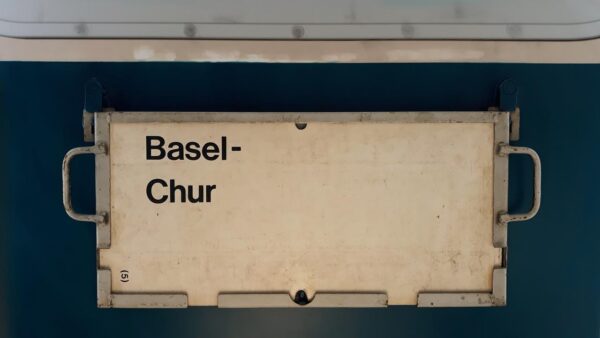 Basel-
Chur
(5)